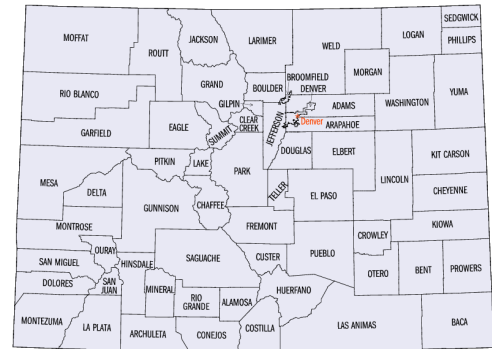 SEDGWICK
LOGAN
JACKSON
LARIMER
MOFFAT
WELD
PHILLIPS
ROUTT
MORGAN
GRAND
BOULDER
BROOMFIELD
DENVER
RIO BLANCO
YUMA
WASHINGTON
GILPIN
ADAMS
CLEAR
CREEK
Denver
ARAPAHOE
EAGLE
GARFIELD
SUMMIT
JEFFERSON
DOUGLAS
ELBERT
KIT CARSON
PITKIN
LAKE
PARK
LINCOLN
MESA
DELTA
TELLER
CHEYENNE
EL PASO
GUNNISON
CHAFFEE
FREMONT
KIOWA
MONTROSE
CROWLEY
OURAY
PUEBLO
SAN MIGUEL
HINSDALE
SAGUACHE
CUSTER
OTERO
BENT
PROWERS
DOLORES
SAN
JUAN
MINERAL
HUERFANO
RIO
GRANDE
ALAMOSA
MONTEZUMA
LA PLATA
ARCHULETA
CONEJOS
COSTILLA
LAS ANIMAS
BACA